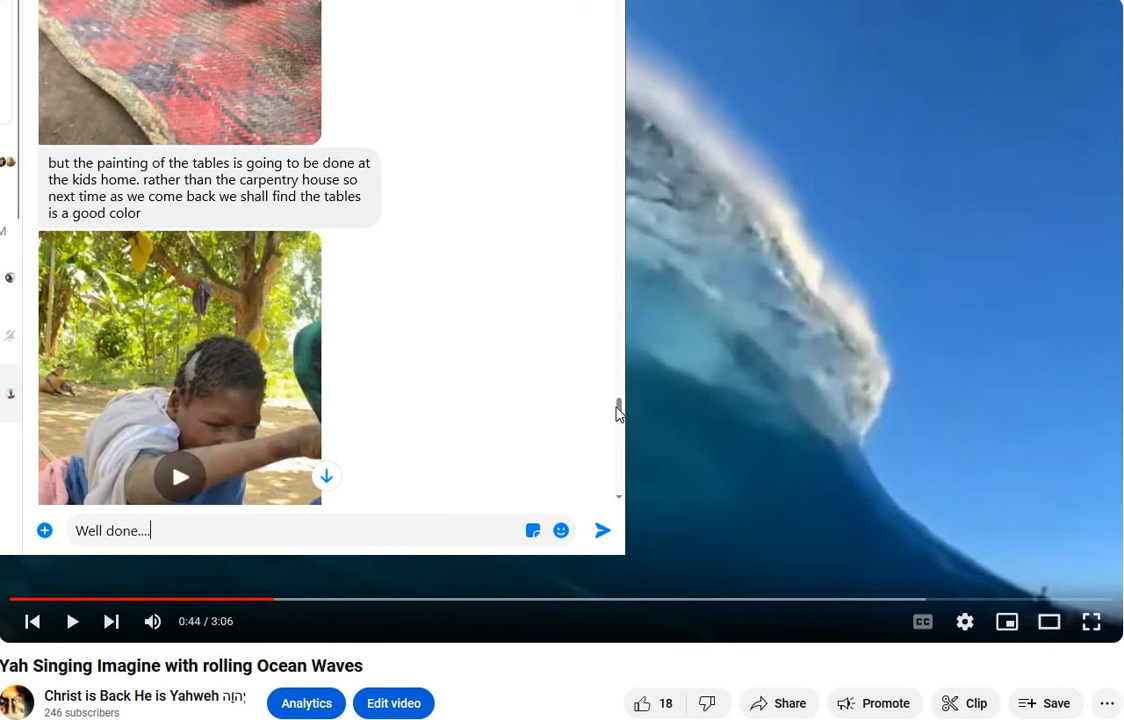 but the painting of the tables is going to be done at
the kids home. rather than the carpentry house so
next time as we come back we shall find the tables
is a good color
M
Well done....
CC
0:44 / 3:06
Yah Singing Imagine with rolling Ocean Waves
Christ is Back He is Yahweh יְהֹוָה
246 subscribers
Analytics
Edit video
18
Share
Promote
Clip
Save